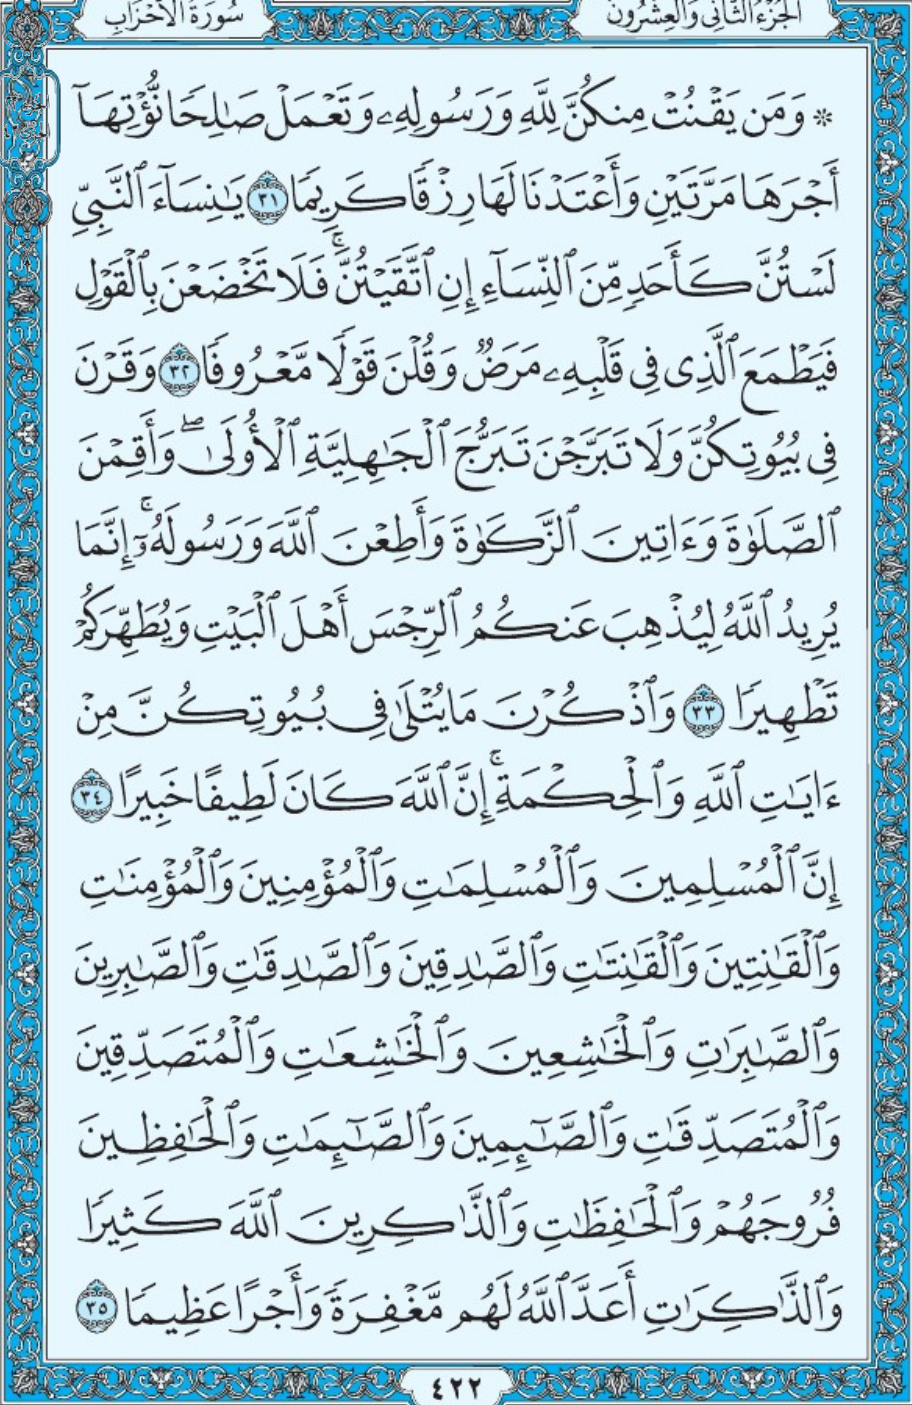 سُورَةُ الأَحْزَابِ
الجُزْءُ الثَّانِى وَالعِشْرُونَ
۞ وَمَن يَقْنُتْ مِنكُنَّ لِلَّهِ وَرَسُولِهِۦ وَتَعْمَلْ صَٰلِحًا نُّؤْتِهَآ
أَجْرَهَا مَرَّتَيْنِ وَأَعْتَدْنَا لَهَا رِزْقًا كَرِيمًا ٣١ يَٰنِسَآءَ ٱلنَّبِيِّ
لَسْتُنَّ كَأَحَدٍ مِّنَ ٱلنِّسَآءِ إِنِ ٱتَّقَيْتُنَّۚ فَلَا تَخْضَعْنَ بِٱلْقَوْلِ
فَيَطْمَعَ ٱلَّذِى فِى قَلْبِهِۦ مَرَضٌ وَقُلْنَ قَوْلًا مَّعْرُوفًا ٣٢ وَقَرْنَ
فِى بُيُوتِكُنَّ وَلَا تَبَرَّجْنَ تَبَرُّجَ ٱلْجَٰهِلِيَّةِ ٱلْأُولَىٰۖ وَأَقِمْنَ
ٱلصَّلَوٰةَ وَءَاتِينَ ٱلزَّكَوٰةَ وَأَطِعْنَ ٱللَّهَ وَرَسُولَهُۥٓۚ إِنَّمَا
يُرِيدُ ٱللَّهُ لِيُذْهِبَ عَنكُمُ ٱلرِّجْسَ أَهْلَ ٱلْبَيْتِ وَيُطَهِّرَكُمْ
تَطْهِيرًا ٣٣ وَٱذْكُرْنَ مَا يُتْلَىٰ فِى بُيُوتِكُنَّ مِنْ
ءَايَٰتِ ٱللَّهِ وَٱلْحِكْمَةِۚ إِنَّ ٱللَّهَ كَانَ لَطِيفًا خَبِيرًا ٣٤
إِنَّ ٱلْمُسْلِمِينَ وَٱلْمُسْلِمَٰتِ وَٱلْمُؤْمِنِينَ وَٱلْمُؤْمِنَٰتِ
وَٱلْقَٰنِتِينَ وَٱلْقَٰنِتَٰتِ وَٱلصَّٰدِقِينَ وَٱلصَّٰدِقَٰتِ وَٱلصَّٰبِرِينَ
وَٱلصَّٰبِرَٰتِ وَٱلْخَٰشِعِينَ وَٱلْخَٰشِعَٰتِ وَٱلْمُتَصَدِّقِينَ
وَٱلْمُتَصَدِّقَٰتِ وَٱلصَّٰٓئِمِينَ وَٱلصَّٰٓئِمَٰتِ وَٱلْحَٰفِظِينَ
فُرُوجَهُمْ وَٱلْحَٰفِظَٰتِ وَٱلذَّٰكِرِينَ ٱللَّهَ كَثِيرًا
وَٱلذَّٰكِرَٰتِ أَعَدَّ ٱللَّهُ لَهُم مَّغْفِرَةً وَأَجْرًا عَظِيمًا ٣٥
٤٢٢